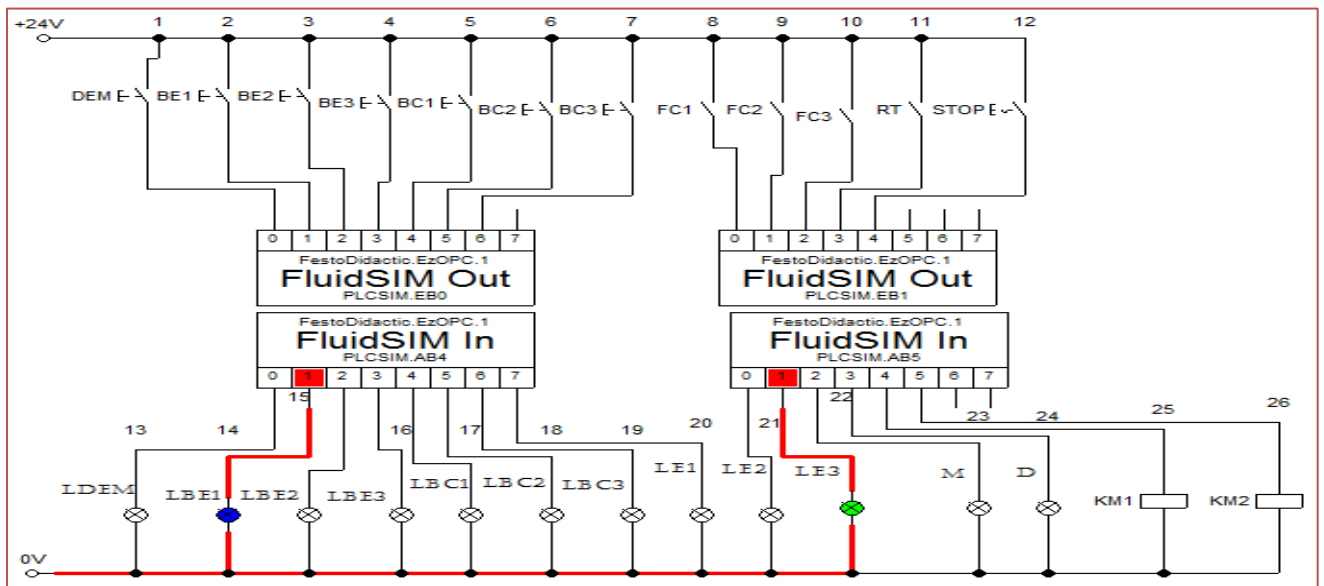 +24V 1 2 3 4 5 6 7 8 9 10 11 12
DEM BE1 BE2 BE3 BC1 BC2 BC3 FC1 FC2 FC3 RT STOP
0 1 2 3 4 5 6 7 0 1 2 3 4 5 6 7
FestoDidactic.EzOPC.1 FestoDidactic.EzOPC.1
FluidSIM Out FluidSIM Out
PLCSIM.EB0 PLCSIM.EB1
FestoDidactic.EzOPC.1 FestoDidactic.EzOPC.1
FluidSIM In FluidSIM In
PLCSIM.AB4 PLCSIM.AB5
0 1 2 3 4 5 6 7 0 1 2 3 4 5 6 7
13 14 15 16 17 18 19 20 21 22 23 24 25 26
LDEM LBE1 LBE2 LBE3 LBC1 LBC2 LBC3 LE1 LE2 LE3 M D KM1 KM2
0V